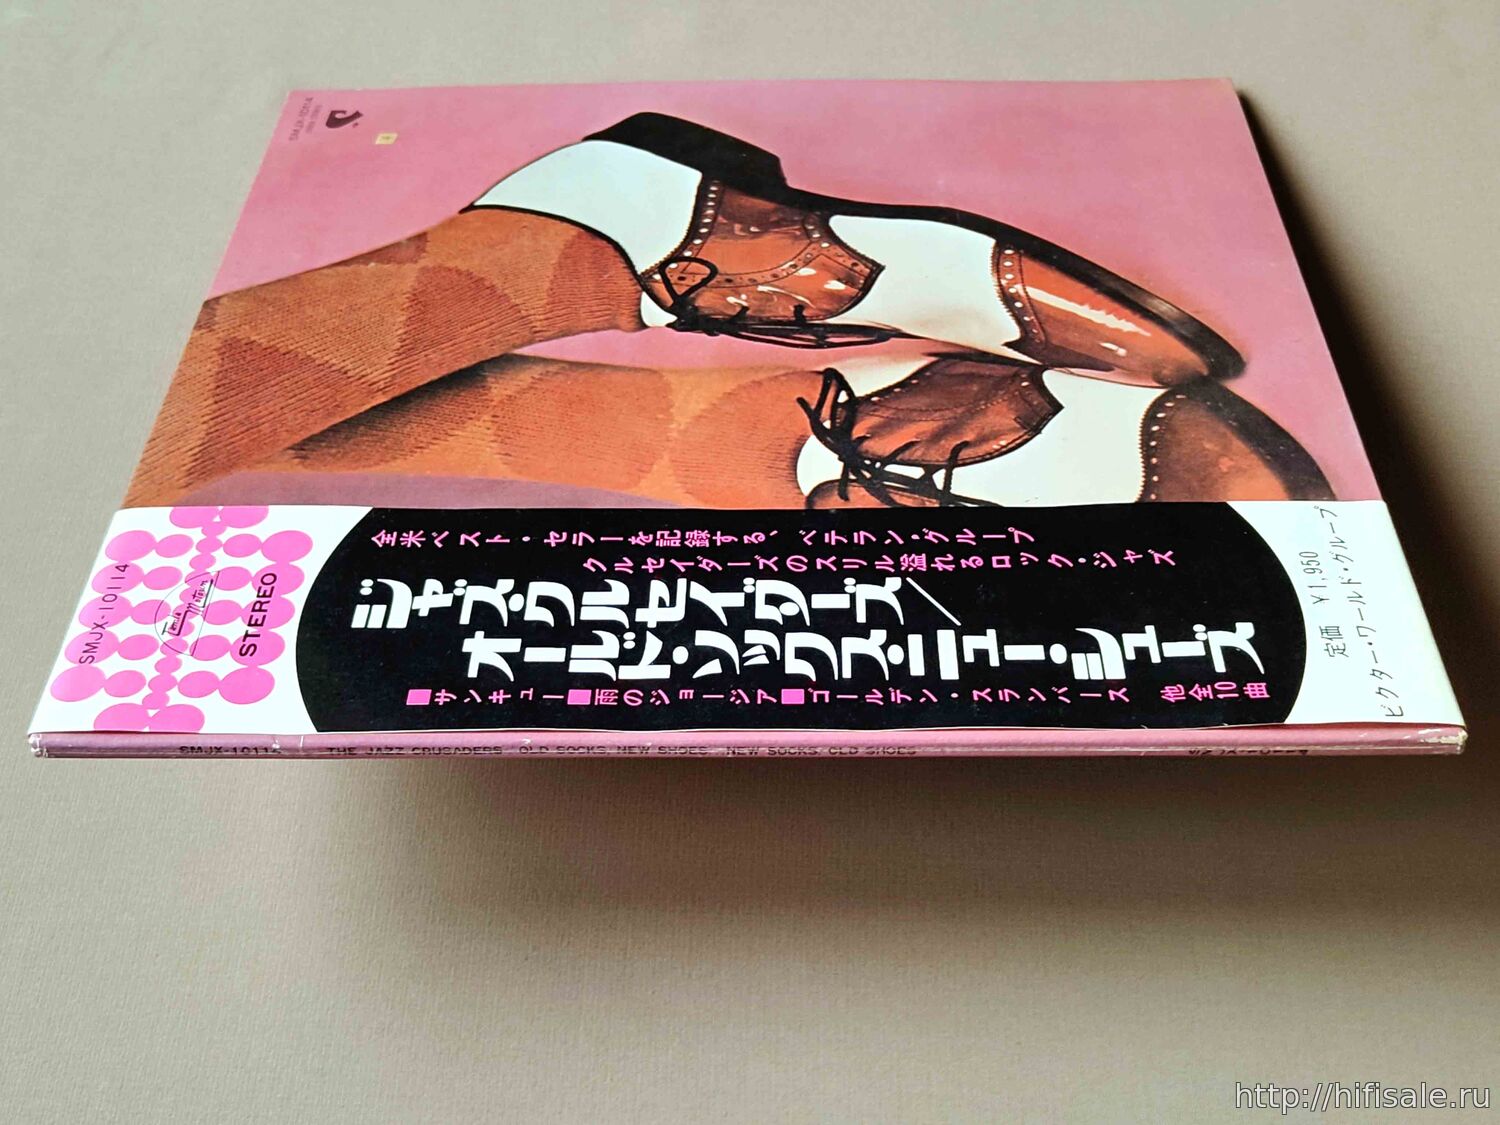 SMJX-10114
SMJX-10114
Tamla Motown
STEREO
全米ベスト・セラーを記録する、ベテラン・グループ
クルセイダーズのスリル溢れるロック・ジャズ
ジャズ・クルセイダーズ/
オールド・ソックス・ニュー・シューズ
■サンキュー■雨のジョージア■ゴールデン・スランバース 他全10曲
定価 ¥1,950
ビクター・ワールド・グループ
THE JAZZ CRUSADERS OLD SOCKS, NEW SHOES... NEW SOCKS, OLD SHOES
http://hifisale.ru